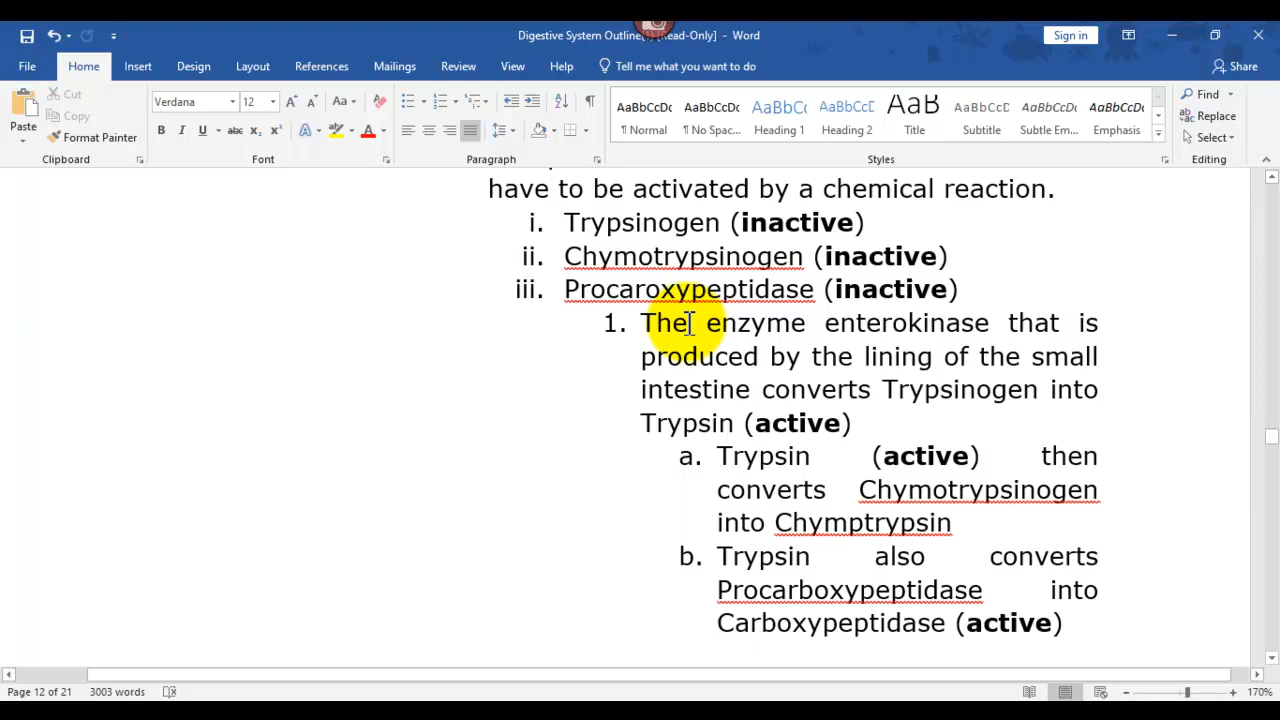 Digestive System Outline(1) [Read-Only] - Word
Sign in
File Home Insert Design Layout References Mailings Review View Help Tell me what you want to do Share
Paste
Cut
Copy
Format Painter
Verdana 12
AaBbCcDc AaBbCcDc AaBbCc AaBbCcD AaB AaBbCcD AaBbCcDc AaBbCcDc
¶ Normal ¶ No Spac... Heading 1 Heading 2 Title Subtitle Subtle Em... Emphasis
Find
Replace
Select
Clipboard Font Paragraph Styles Editing
have to be activated by a chemical reaction.
i. Trypsinogen (inactive)
ii. Chymotrypsinogen (inactive)
iii. Procaroxypeptidase (inactive)
1. The enzyme enterokinase that is
produced by the lining of the small
intestine converts Trypsinogen into
Trypsin (active)
a. Trypsin (active) then
converts Chymotrypsinogen
into Chymptrypsin
b. Trypsin also converts
Procarboxypeptidase into
Carboxypeptidase (active)
Page 12 of 21 3003 words 170%